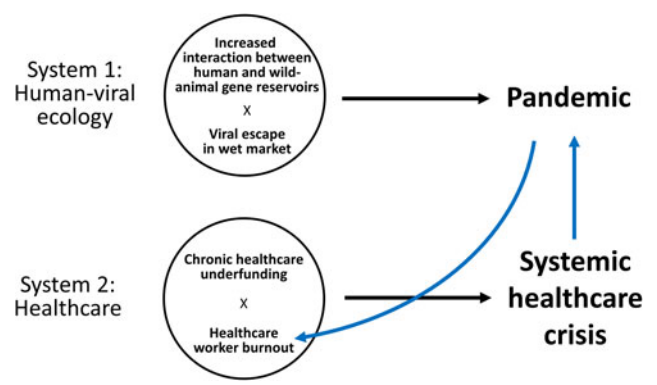 System 1:
Human-viral
ecology
Increased
interaction between
human and wild-
animal gene reservoirs
X
Viral escape
in wet market
Pandemic
System 2:
Healthcare
Chronic healthcare
underfunding
X
Healthcare
worker burnout
Systemic
healthcare
crisis